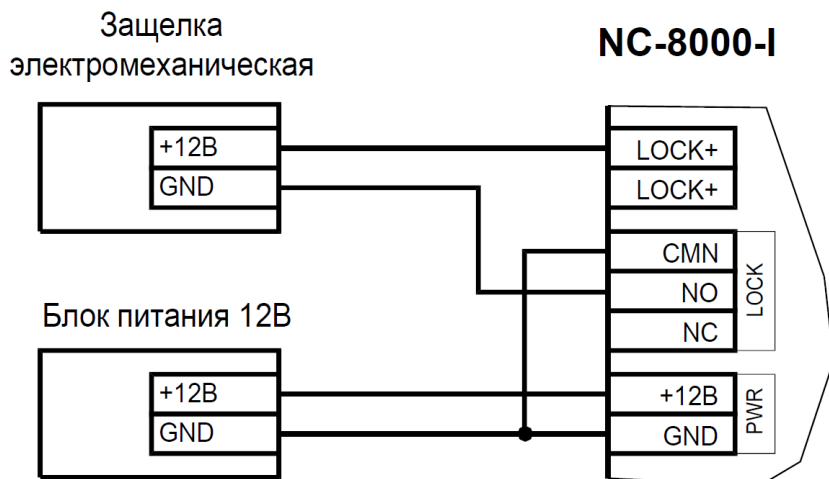 Защелка
электромеханическая
NC-8000-I
+12В
GND
LOCK+
LOCK+
CMN
NO
NC
LOCK
Блок питания 12В
+12В
GND
+12В
GND
PWR